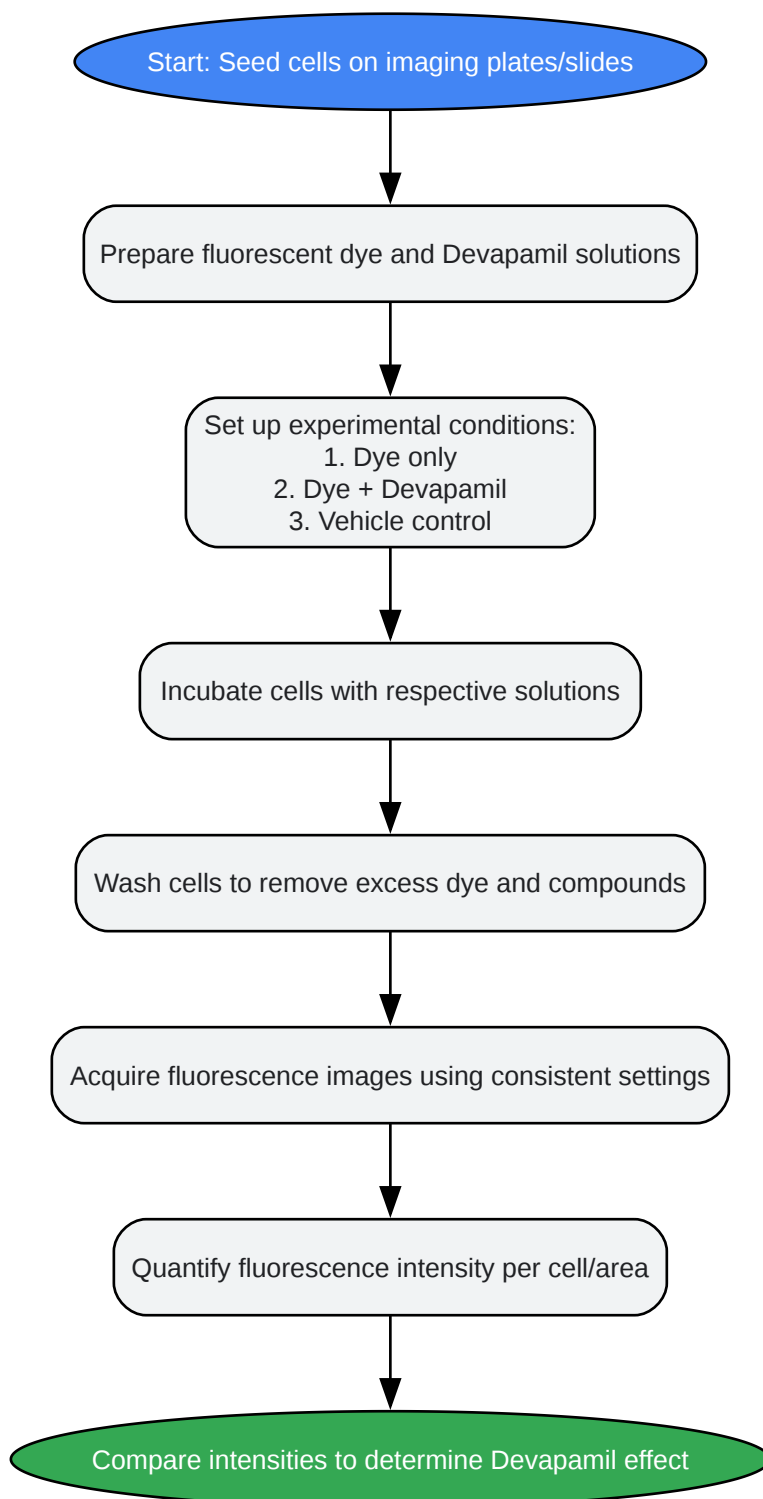 Start: Seed cells on imaging plates/slides
Prepare fluorescent dye and Devapamil solutions
Set up experimental conditions:
1. Dye only
2. Dye + Devapamil
3. Vehicle control
Incubate cells with respective solutions
Wash cells to remove excess dye and compounds
Acquire fluorescence images using consistent settings
Quantify fluorescence intensity per cell/area
Compare intensities to determine Devapamil effect